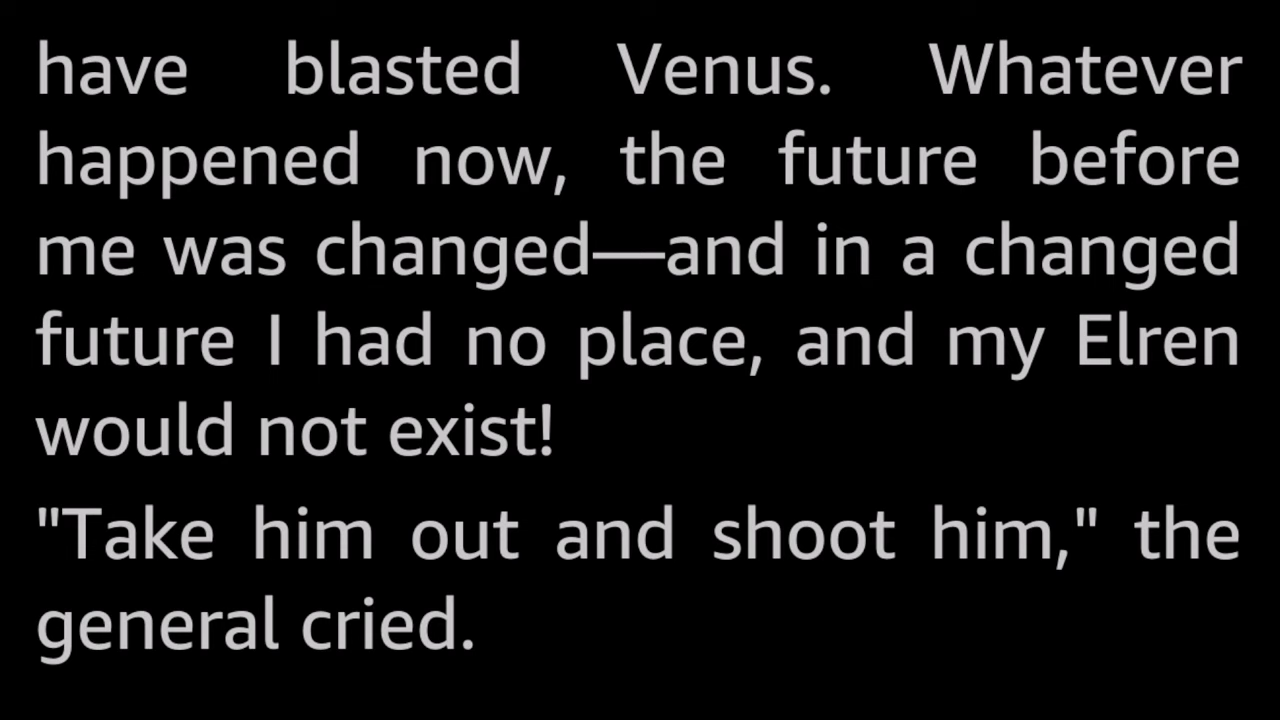 have blasted Venus. Whatever
happened now, the future before
me was changed—and in a changed
future I had no place, and my Elren
would not exist!
"Take him out and shoot him," the
general cried.